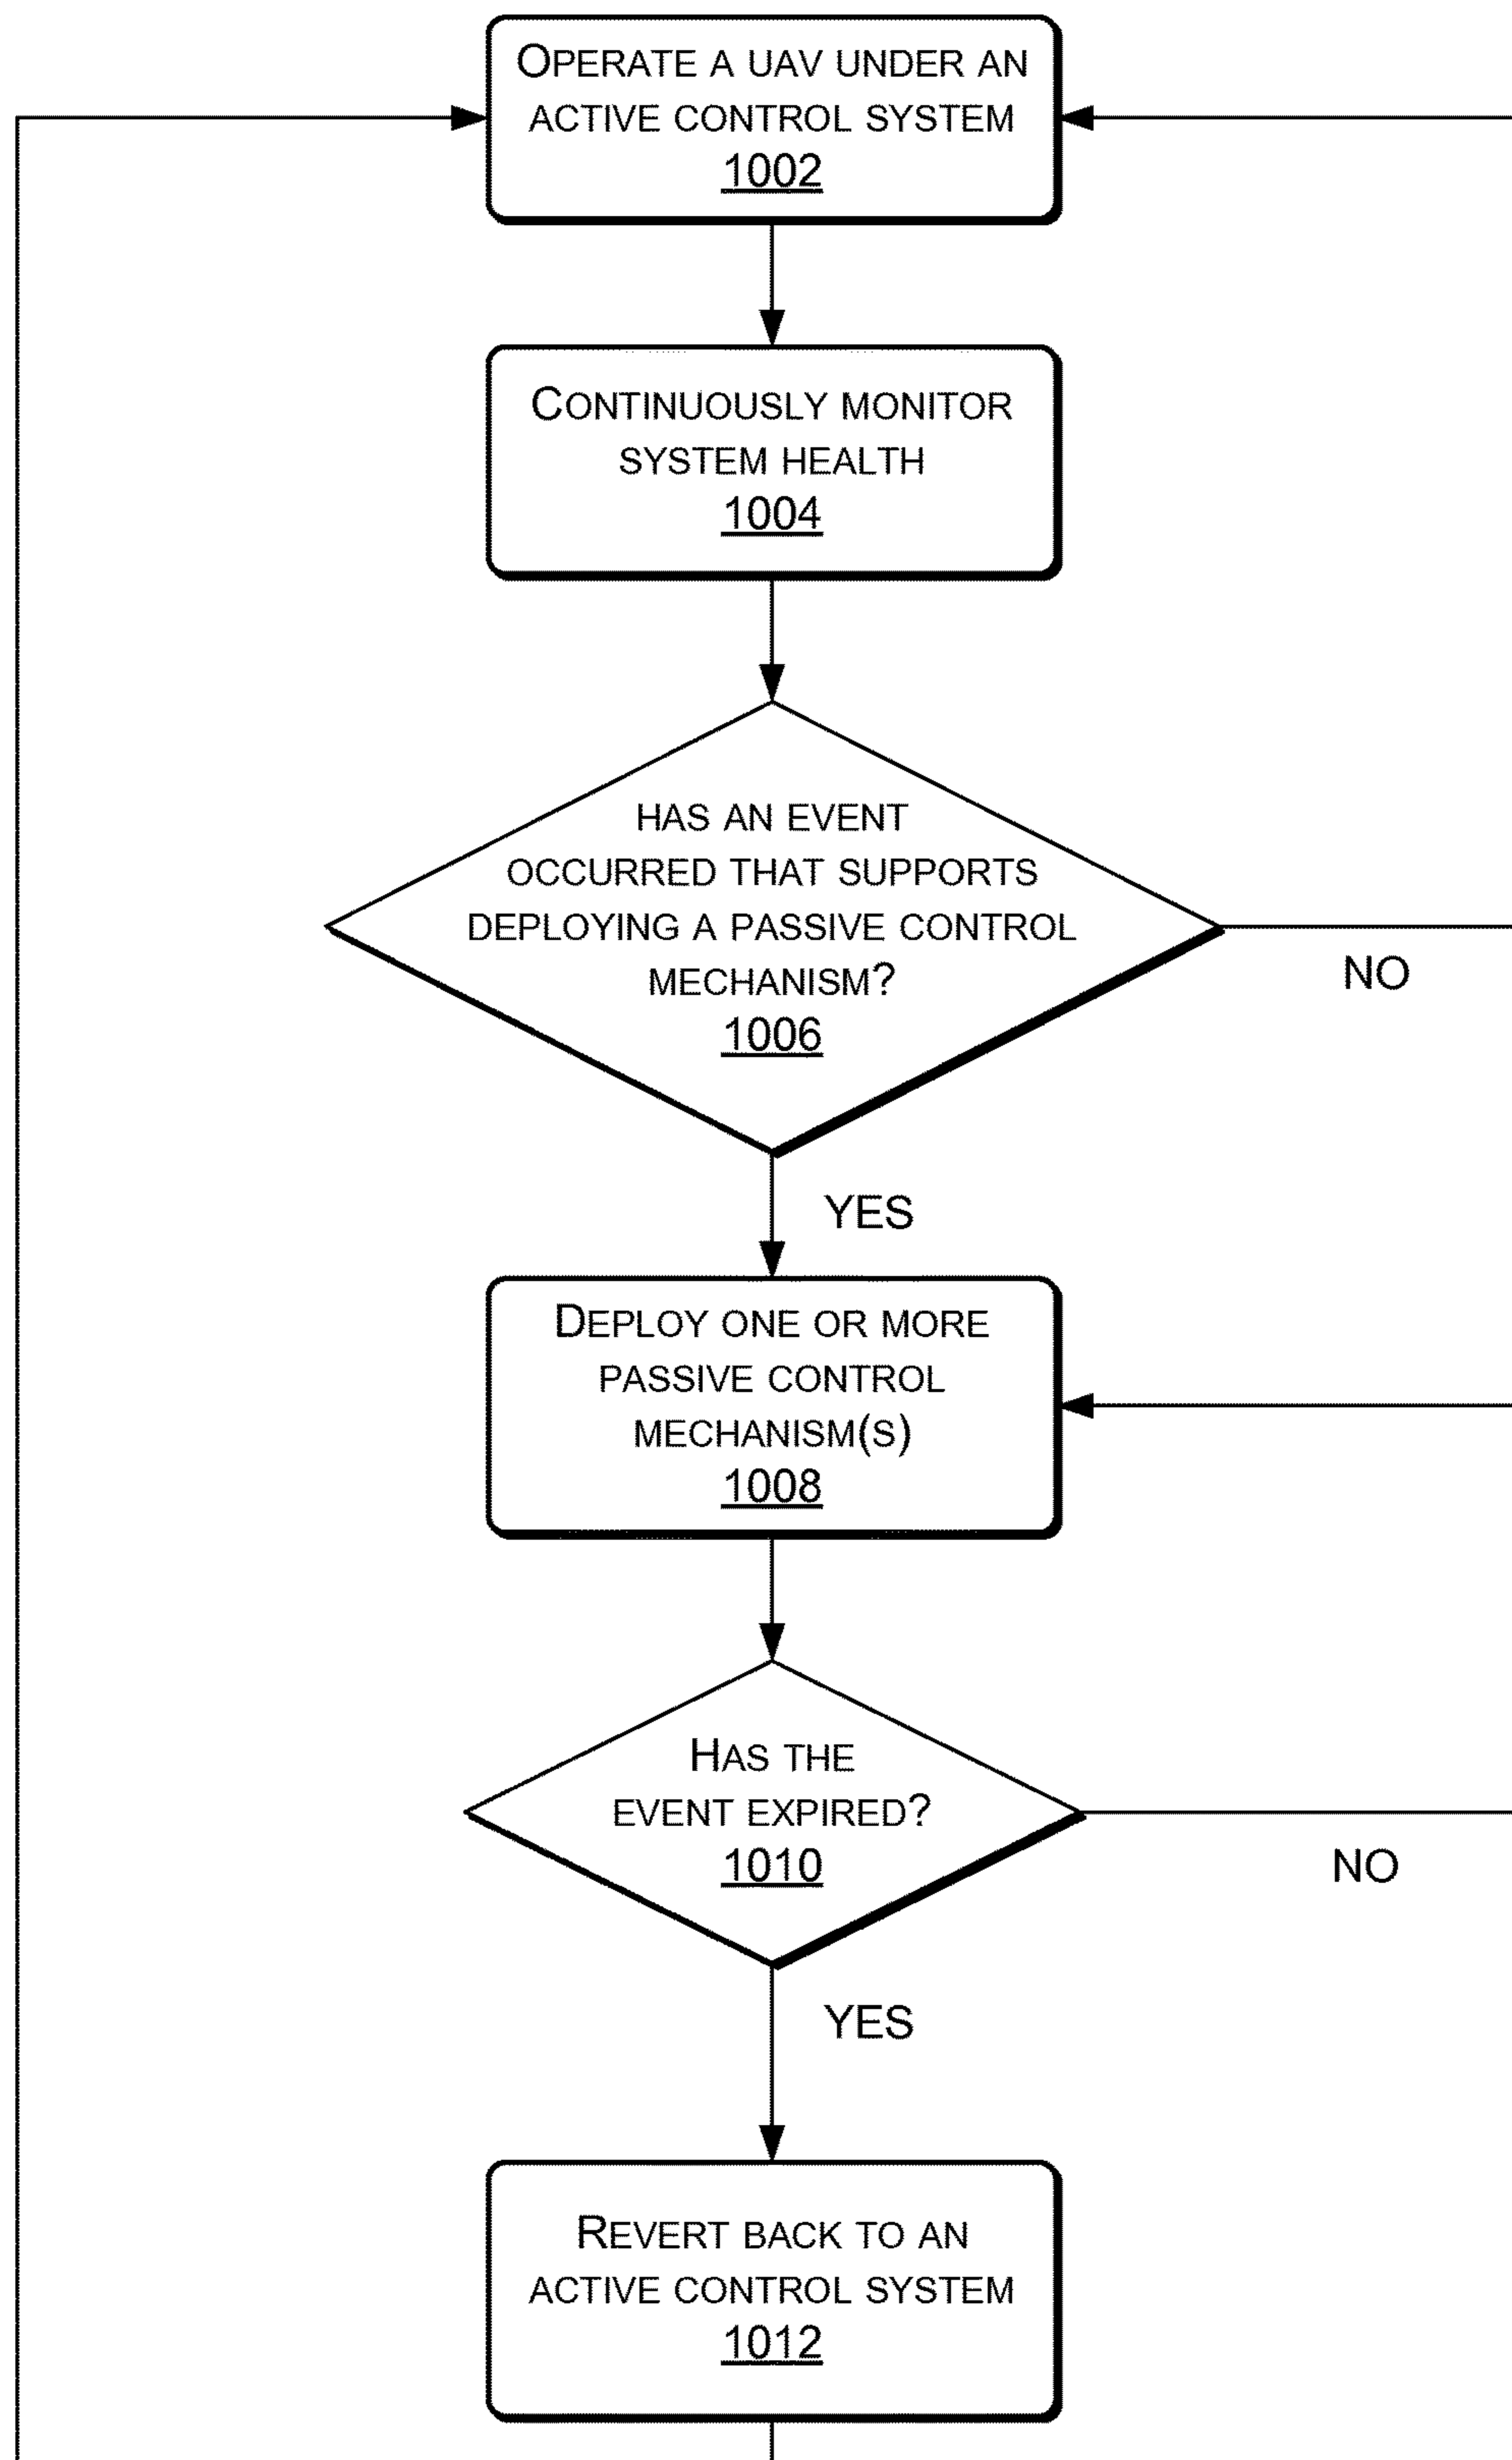 OPERATE A UAV UNDER AN
ACTIVE CONTROL SYSTEM
1002
CONTINUOUSLY MONITOR
SYSTEM HEALTH
1004
HAS AN EVENT
OCCURRED THAT SUPPORTS
DEPLOYING A PASSIVE CONTROL
MECHANISM?
1006
NO
YES
DEPLOY ONE OR MORE
PASSIVE CONTROL
MECHANISM(S)
1008
HAS THE
EVENT EXPIRED?
1010
NO
YES
REVERT BACK TO AN
ACTIVE CONTROL SYSTEM
1012